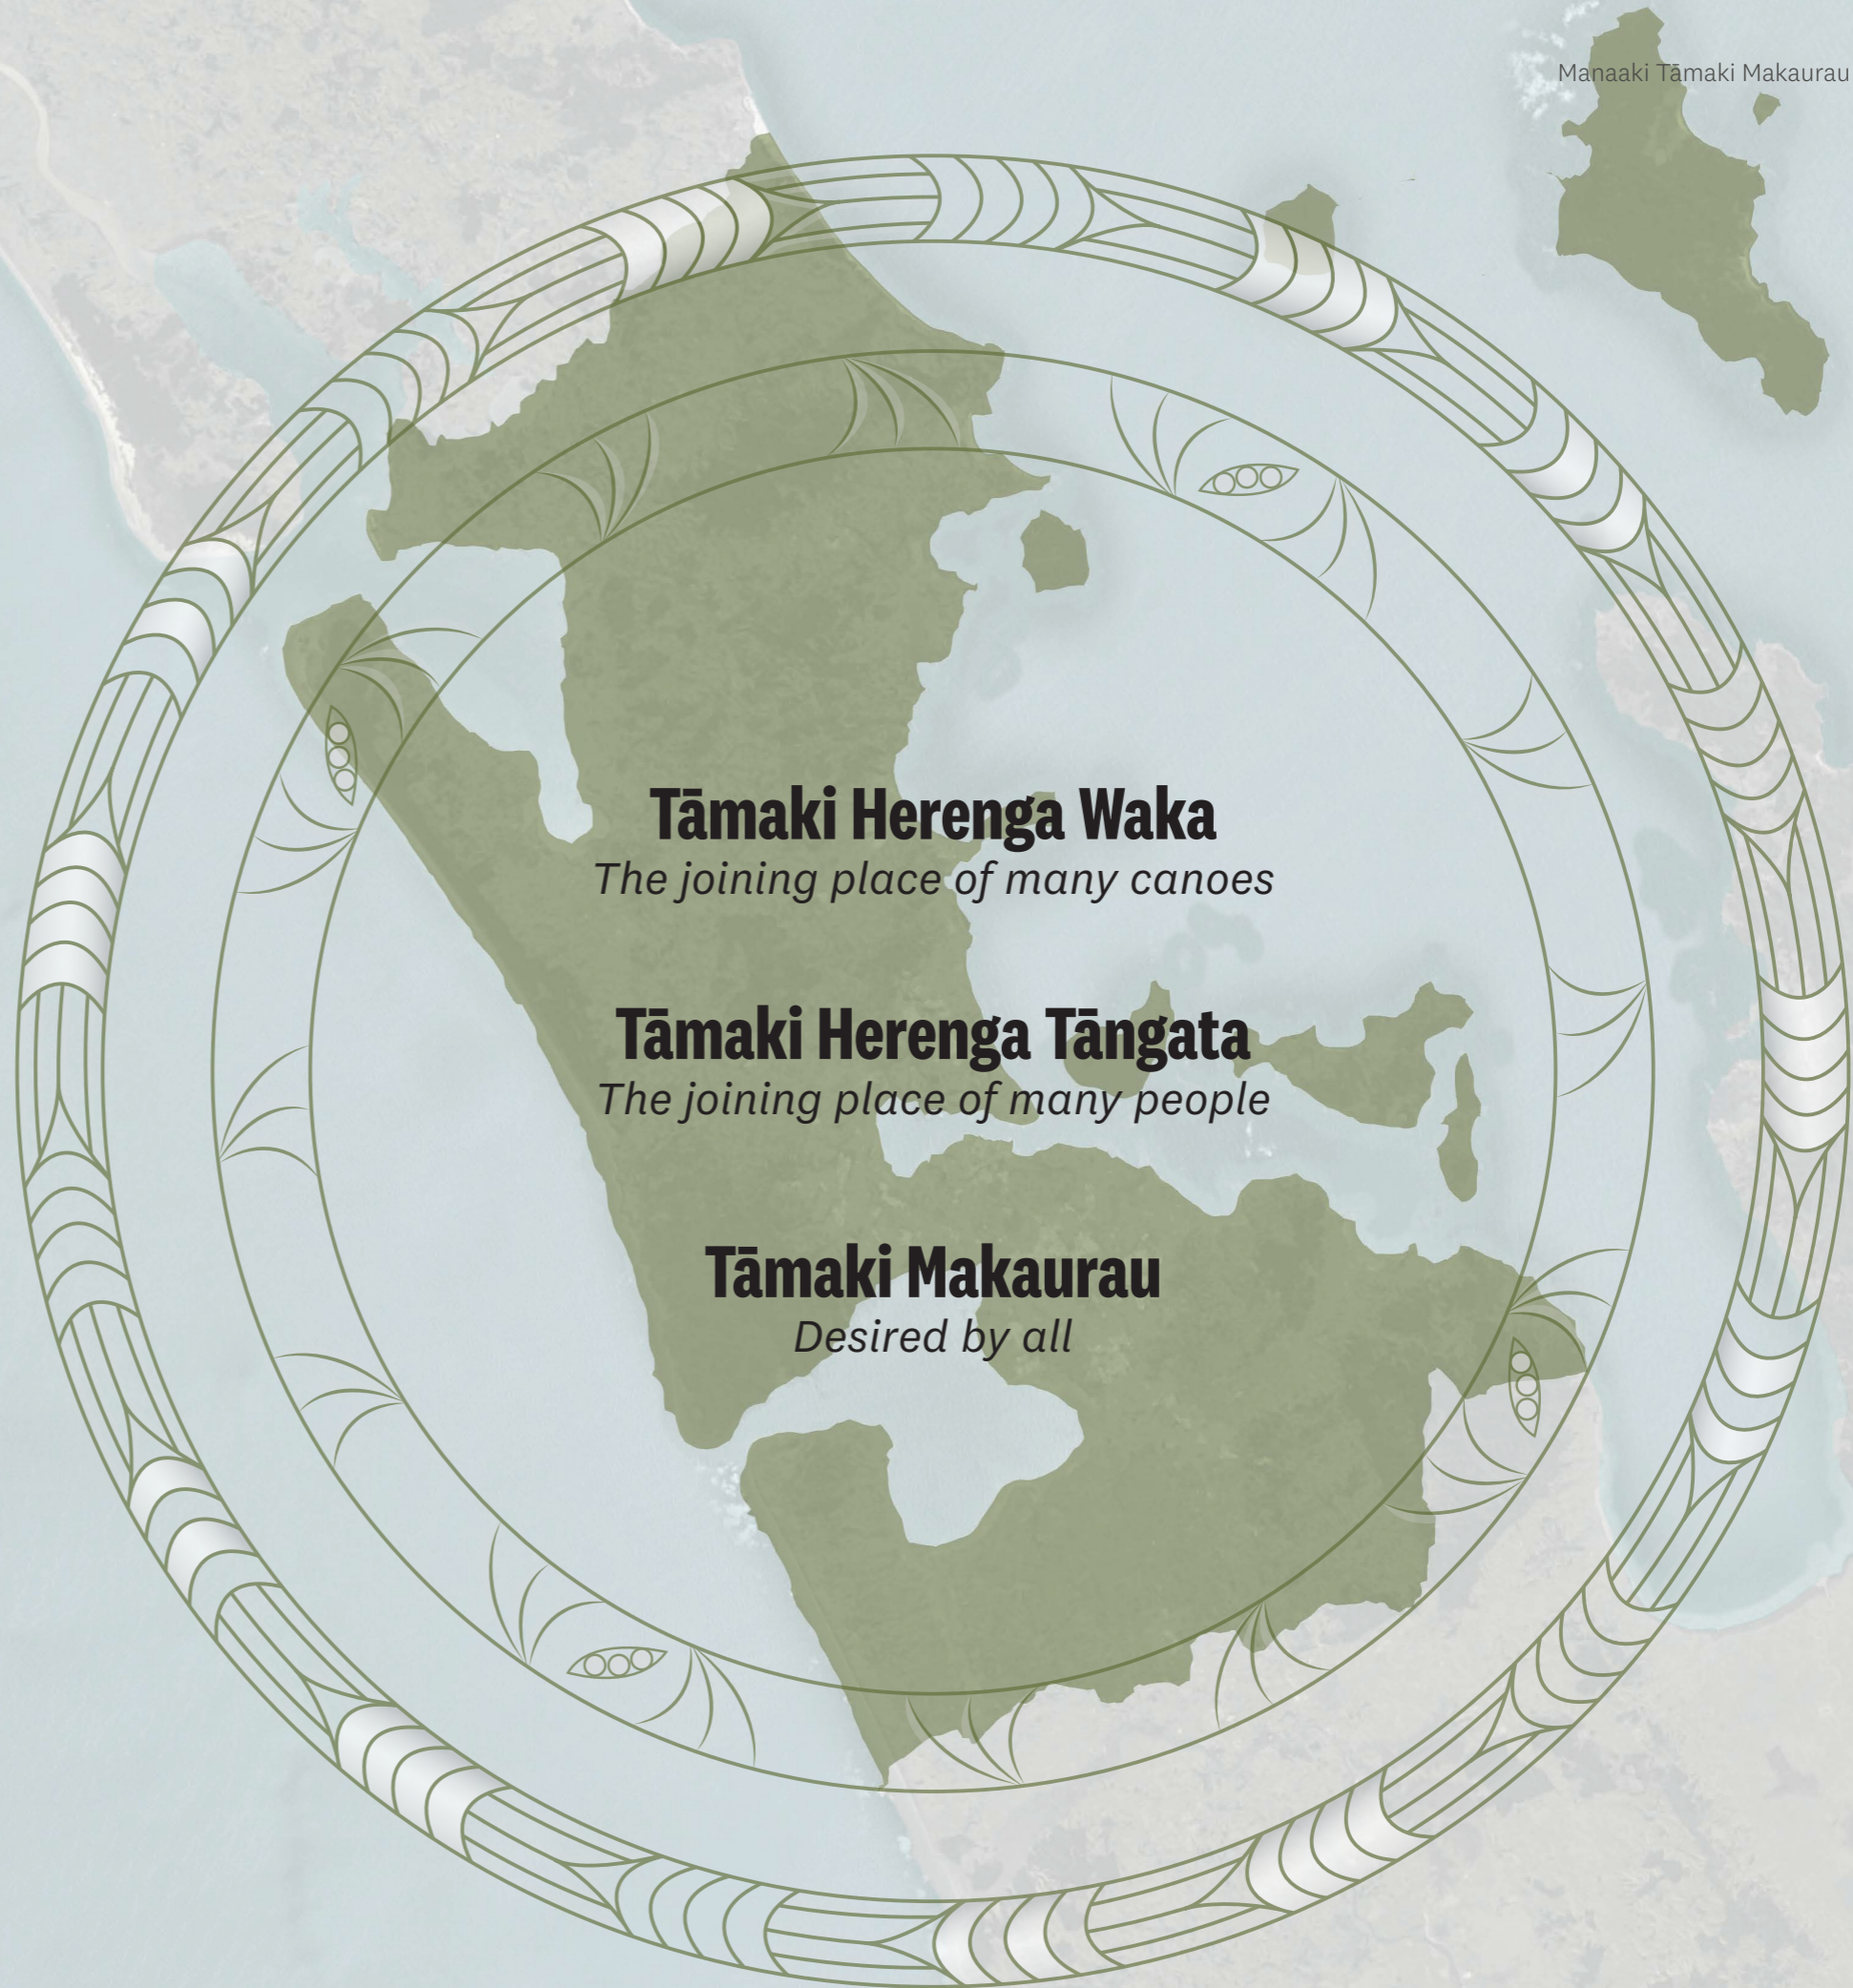 Manaaki Tāmaki Makaurau
Tāmaki Herenga Waka
The joining place of many canoes
Tāmaki Herenga Tāngata
The joining place of many people
Tāmaki Makaurau
Desired by all